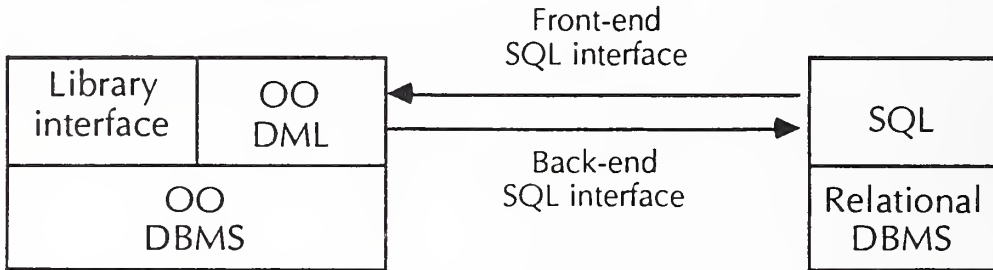 Front-end
SQL interface
Library
interface
OO
DML
SQL
Back-end
SQL interface
OO
DBMS
Relational
DBMS